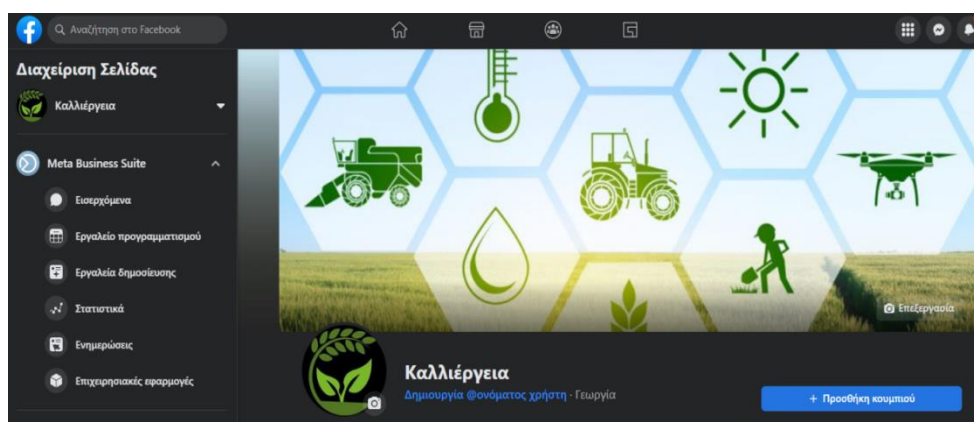 Αναζήτηση στο Facebook
Διαχείριση Σελίδας
Καλλιέργεια
Meta Business Suite
Εισερχόμενα
Εργαλείο προγραμματισμού
Εργαλεία δημοσίευσης
Στατιστικά
Ενημερώσεις
Επιχειρησιακές εφαρμογές
Επεξεργασία
Καλλιέργεια
Δημιουργία @ονόματος χρήστη · Γεωργία
+ Προσθήκη κουμπιού